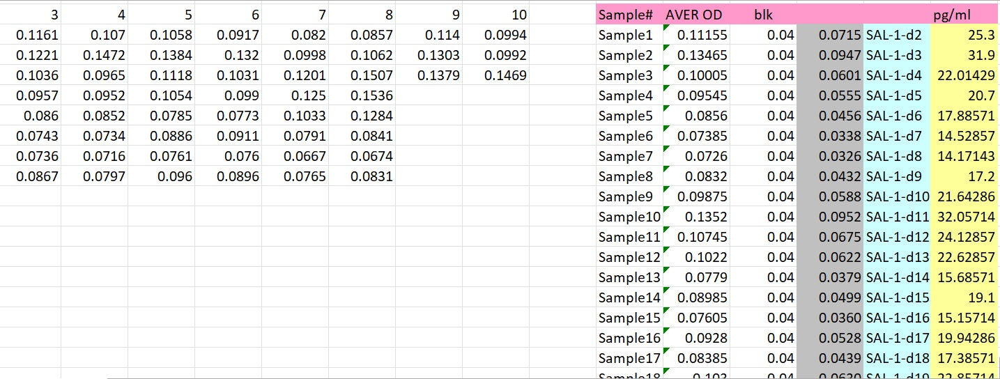 3 4 5 6 7 8 9 10 Sample# AVER OD blk pg/ml
0.1161 0.107 0.1058 0.0917 0.082 0.0857 0.114 0.0994 Sample1 0.11155 0.04 0.0715 SAL-1-d2 25.3
0.1221 0.1472 0.1384 0.132 0.0998 0.1062 0.1303 0.0992 Sample2 0.13465 0.04 0.0947 SAL-1-d3 31.9
0.1036 0.0965 0.1118 0.1031 0.1201 0.1507 0.1379 0.1469 Sample3 0.10005 0.04 0.0601 SAL-1-d4 22.01429
0.0957 0.0952 0.1054 0.099 0.125 0.1536 Sample4 0.09545 0.04 0.0555 SAL-1-d5 20.7
0.086 0.0852 0.0785 0.0773 0.1033 0.1284 Sample5 0.0856 0.04 0.0456 SAL-1-d6 17.88571
0.0743 0.0734 0.0886 0.0911 0.0791 0.0841 Sample6 0.07385 0.04 0.0338 SAL-1-d7 14.52857
0.0736 0.0716 0.0761 0.076 0.0667 0.0674 Sample7 0.0726 0.04 0.0326 SAL-1-d8 14.17143
0.0867 0.0797 0.096 0.0896 0.0765 0.0831 Sample8 0.0832 0.04 0.0432 SAL-1-d9 17.2
Sample9 0.09875 0.04 0.0588 SAL-1-d10 21.64286
Sample10 0.1352 0.04 0.0952 SAL-1-d11 32.05714
Sample11 0.10745 0.04 0.0675 SAL-1-d12 24.12857
Sample12 0.1022 0.04 0.0622 SAL-1-d13 22.62857
Sample13 0.0779 0.04 0.0379 SAL-1-d14 15.68571
Sample14 0.08985 0.04 0.0499 SAL-1-d15 19.1
Sample15 0.07605 0.04 0.0360 SAL-1-d16 15.15714
Sample16 0.0928 0.04 0.0528 SAL-1-d17 19.94286
Sample17 0.08385 0.04 0.0439 SAL-1-d18 17.38571
Sample18 0.103 0.04 0.0630 SAL-1-d19 22.85714